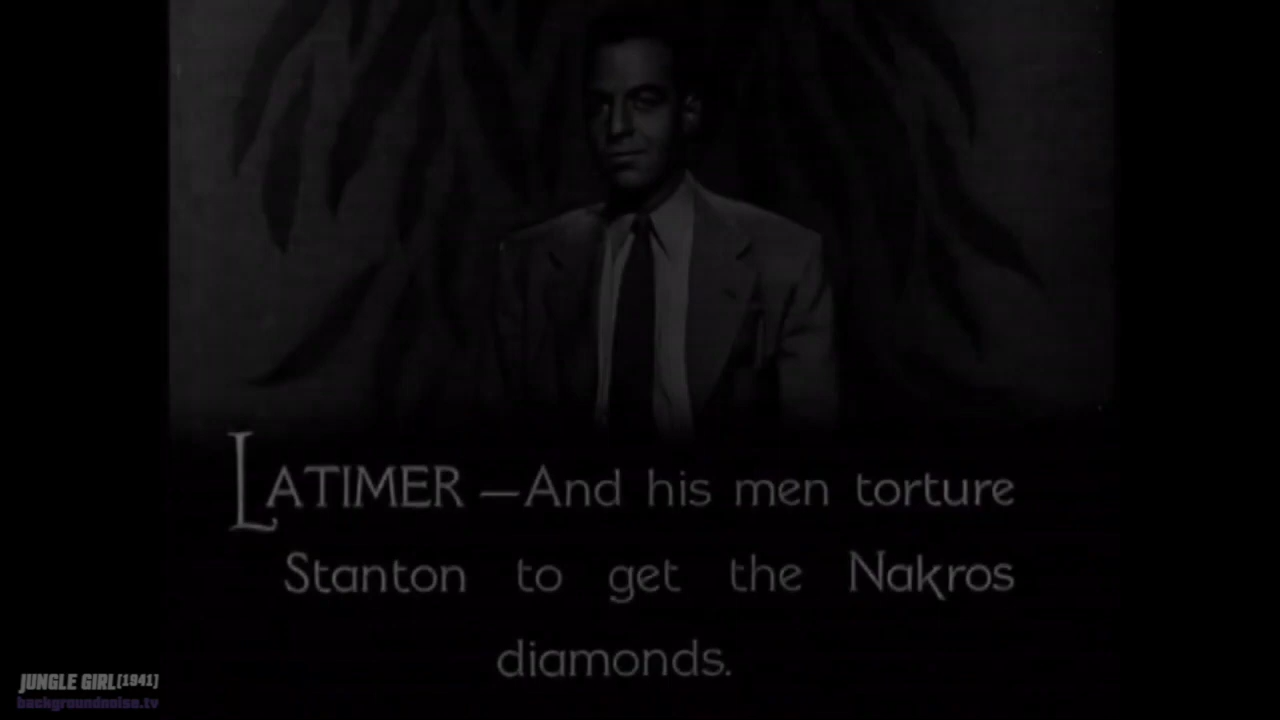 LATIMER —And his men torture
Stanton to get the Nakros
diamonds.
JUNGLE GIRL [1941]
backgroundnoise.tv